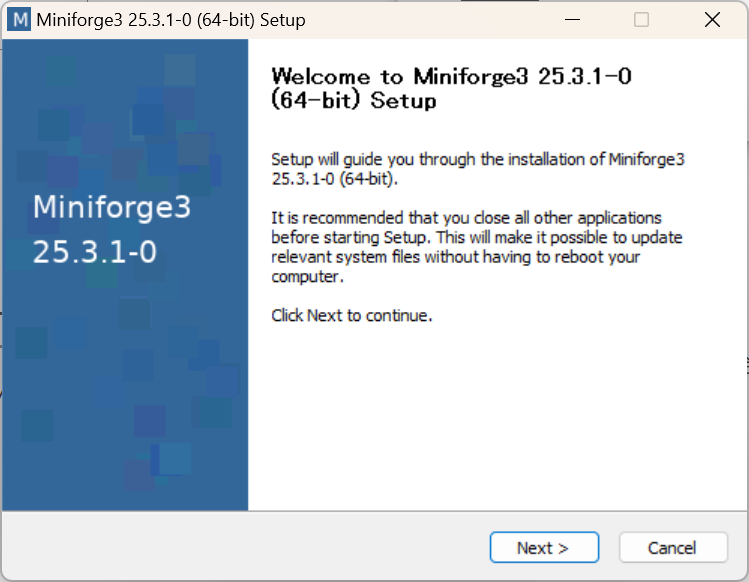 M Miniforge3 25.3.1-0 (64-bit) Setup
Miniforge3
25.3.1-0
Welcome to Miniforge3 25.3.1-0
(64-bit) Setup
Setup will guide you through the installation of Miniforge3
25.3.1-0 (64-bit).
It is recommended that you close all other applications
before starting Setup. This will make it possible to update
relevant system files without having to reboot your
computer.
Click Next to continue.
Next >
Cancel